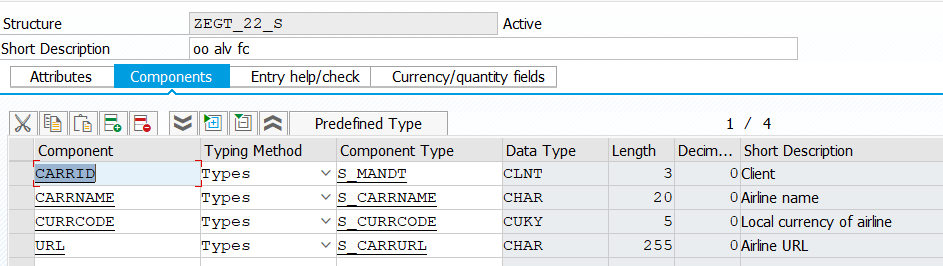 Structure ZEGT_22_S Active
Short Description oo alv fc
Attributes Components Entry help/check Currency/quantity fields
Predefined Type 1 / 4
Component Typing Method Component Type Data Type Length Decim... Short Description
CARRID Types S_MANDT CLNT 3 0 Client
CARRNAME Types S_CARRNAME CHAR 20 0 Airline name
CURRCODE Types S_CURRCODE CUKY 5 0 Local currency of airline
URL Types S_CARRURL CHAR 255 0 Airline URL